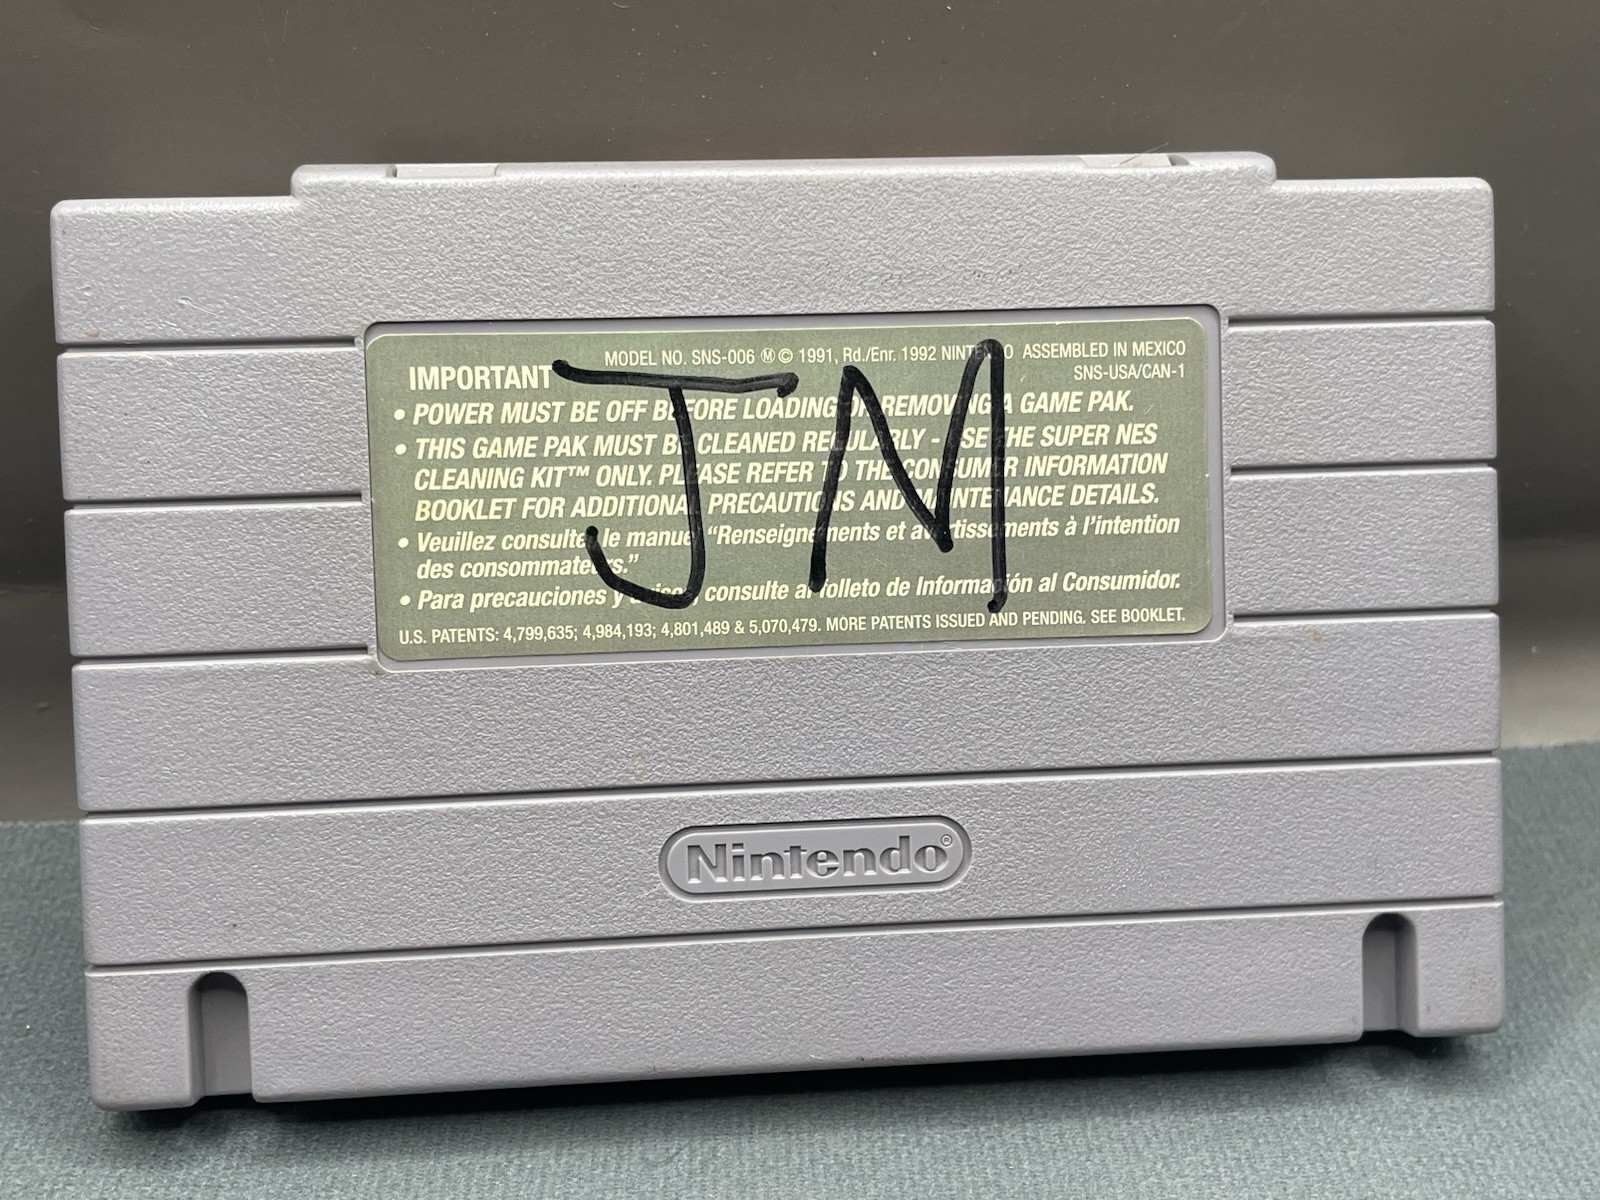 MODEL NO. SNS-006 Ⓜ © 1991, Rd./Enr. 1992 NINTENDO ASSEMBLED IN MEXICO
SNS-USA/CAN-1
IMPORTANT
• POWER MUST BE OFF BEFORE LOADING OR REMOVING A GAME PAK.
• THIS GAME PAK MUST BE CLEANED REGULARLY - USE THE SUPER NES
CLEANING KIT™ ONLY. PLEASE REFER TO THE CONSUMER INFORMATION
BOOKLET FOR ADDITIONAL PRECAUTIONS AND MAINTENANCE DETAILS.
• Veuillez consulter le manuel “Renseignements et avertissements à l’intention
des consommateurs.”
• Para precauciones y avisos, consulte al folleto de Información al Consumidor.
U.S. PATENTS: 4,799,635; 4,984,193; 4,801,489 & 5,070,479. MORE PATENTS ISSUED AND PENDING. SEE BOOKLET.
JM
Nintendo®